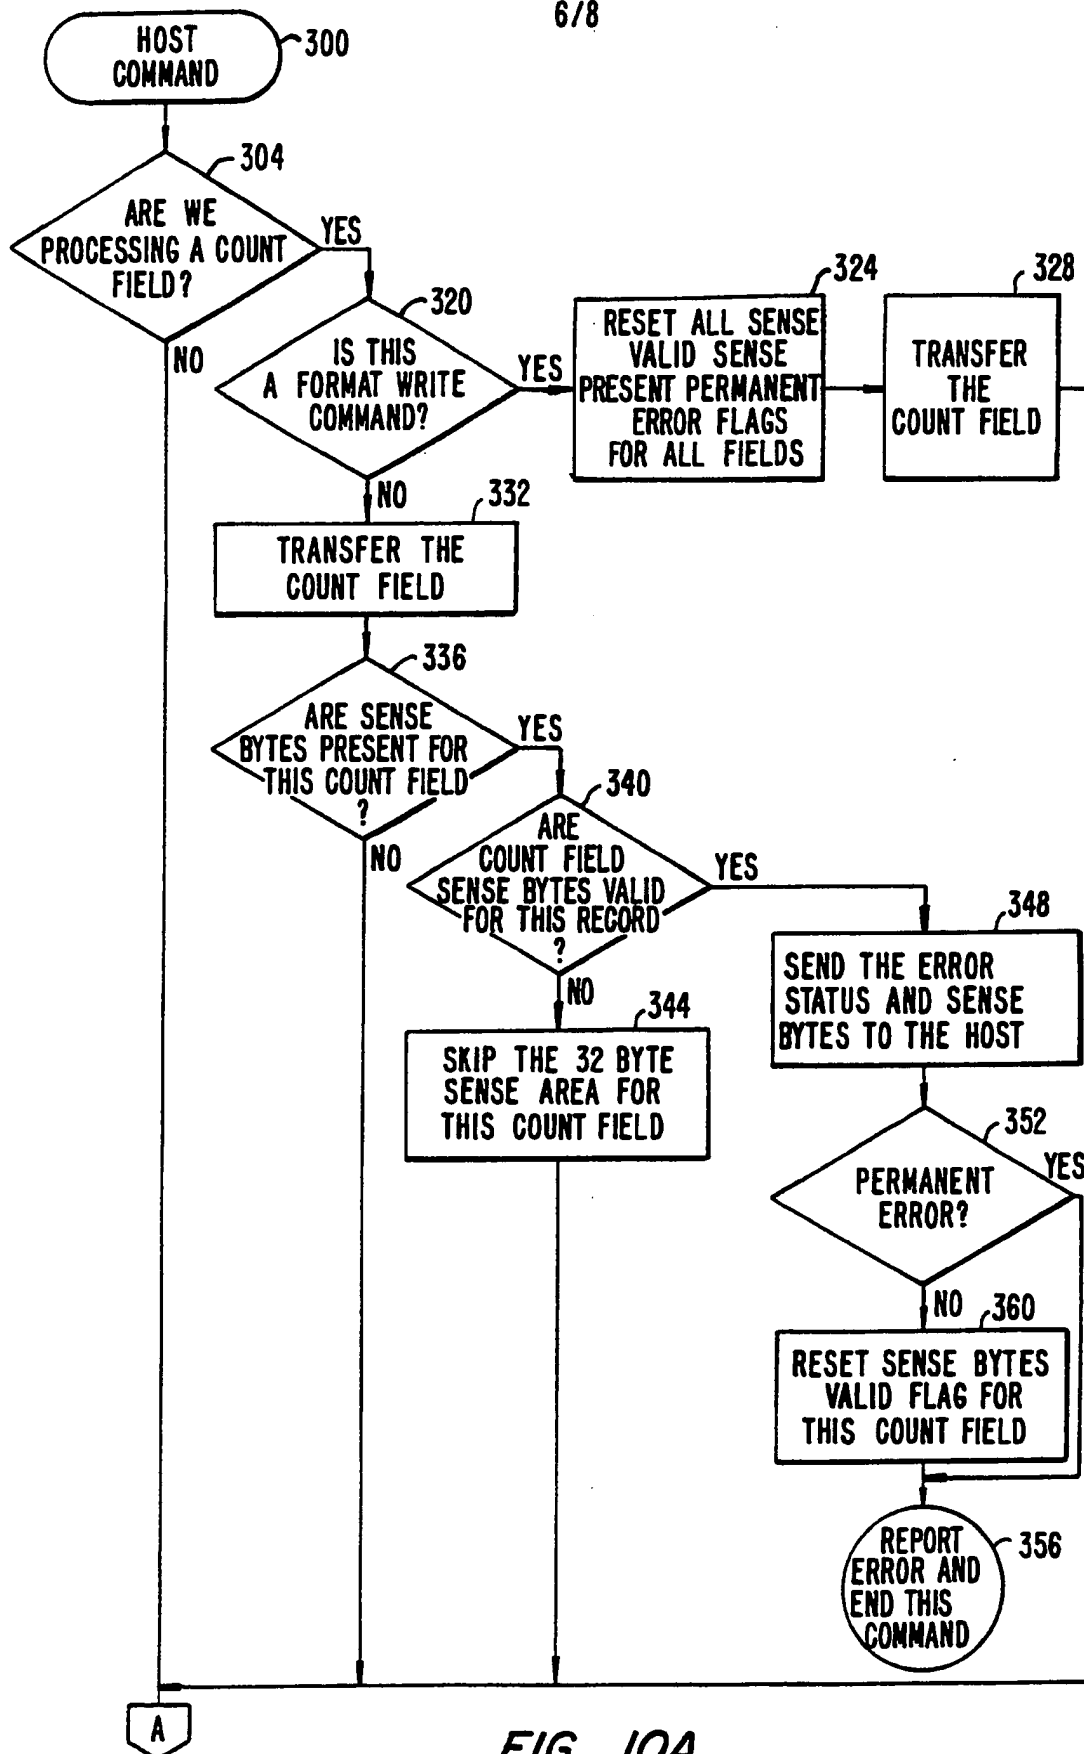 6/8
HOST
COMMAND
300
304
ARE WE
PROCESSING A COUNT
FIELD?
YES
NO
320
IS THIS
A FORMAT WRITE
COMMAND?
YES
NO
324
RESET ALL SENSE
VALID SENSE
PRESENT PERMANENT
ERROR FLAGS
FOR ALL FIELDS
328
TRANSFER
THE
COUNT FIELD
332
TRANSFER THE
COUNT FIELD
336
ARE SENSE
BYTES PRESENT FOR
THIS COUNT FIELD
?
YES
NO
340
ARE
COUNT FIELD
SENSE BYTES VALID
FOR THIS RECORD
?
YES
NO
344
SKIP THE 32 BYTE
SENSE AREA FOR
THIS COUNT FIELD
348
SEND THE ERROR
STATUS AND SENSE
BYTES TO THE HOST
352
PERMANENT
ERROR?
YES
NO
360
RESET SENSE BYTES
VALID FLAG FOR
THIS COUNT FIELD
356
REPORT
ERROR AND
END THIS
COMMAND
A
FIG. 10A